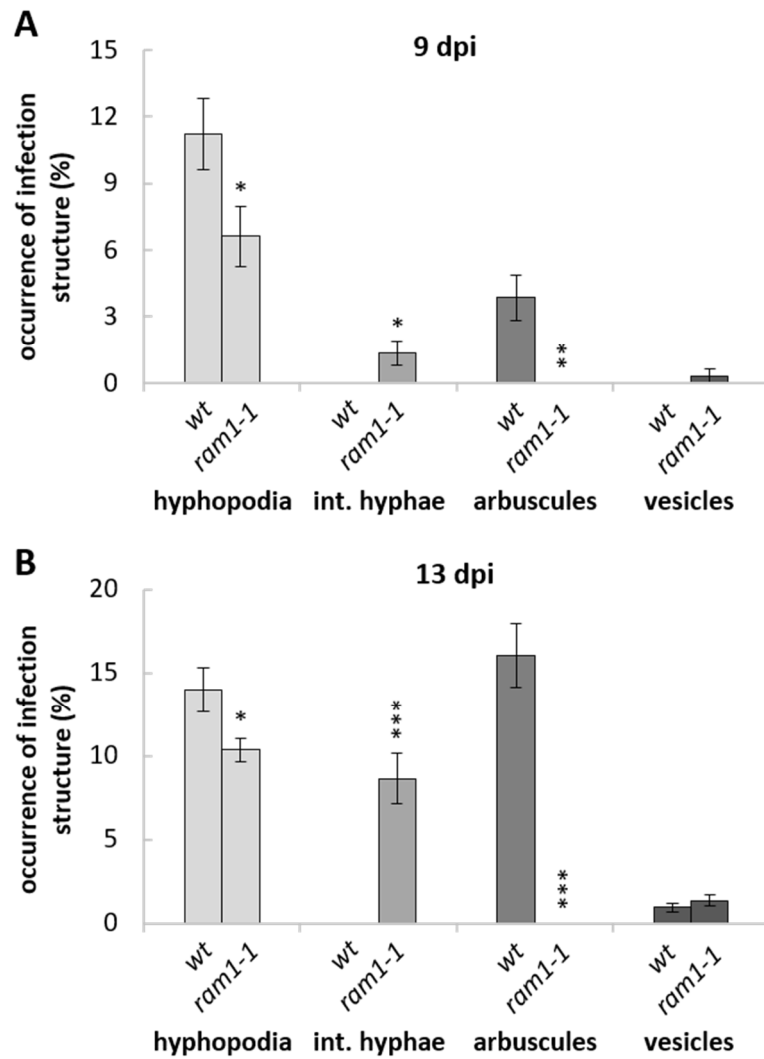 A
9 dpi
occurrence of infection
structure (%)
15
12
9
6
3
0
*
*
**
wt
ram1-1
wt
ram1-1
wt
ram1-1
wt
ram1-1
hyphopodia
int. hyphae
arbuscules
vesicles
B
13 dpi
occurrence of infection
structure (%)
20
15
10
5
0
*
***
***
wt
ram1-1
wt
ram1-1
wt
ram1-1
wt
ram1-1
hyphopodia
int. hyphae
arbuscules
vesicles